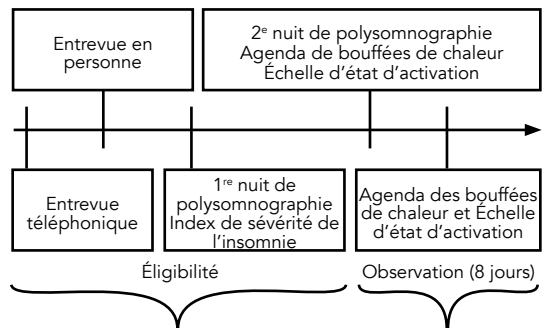 Entrevue en
personne
2e nuit de polysomnographie
Agenda de bouffées de chaleur
Échelle d'état d'activation
Entrevue
téléphonique
1re nuit de
polysomnographie
Index de sévérité de
l'insomnie
Agenda des bouffées
de chaleur et Échelle
d'état d'activation
Éligibilité
Observation (8 jours)